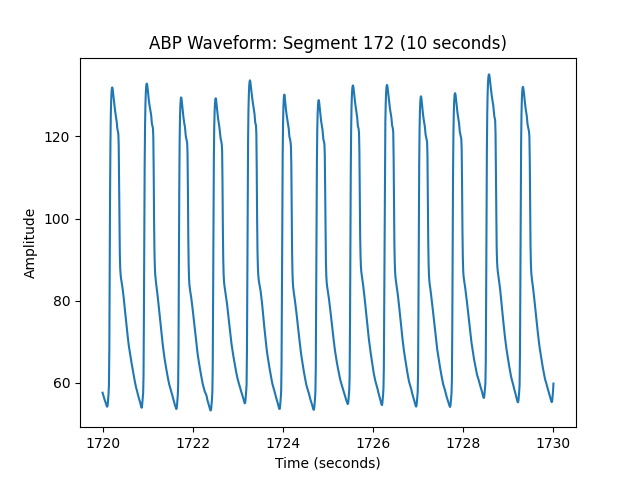 ABP Waveform: Segment 172 (10 seconds)
Amplitude
120
100
80
60
1720 1722 1724 1726 1728 1730
Time (seconds)